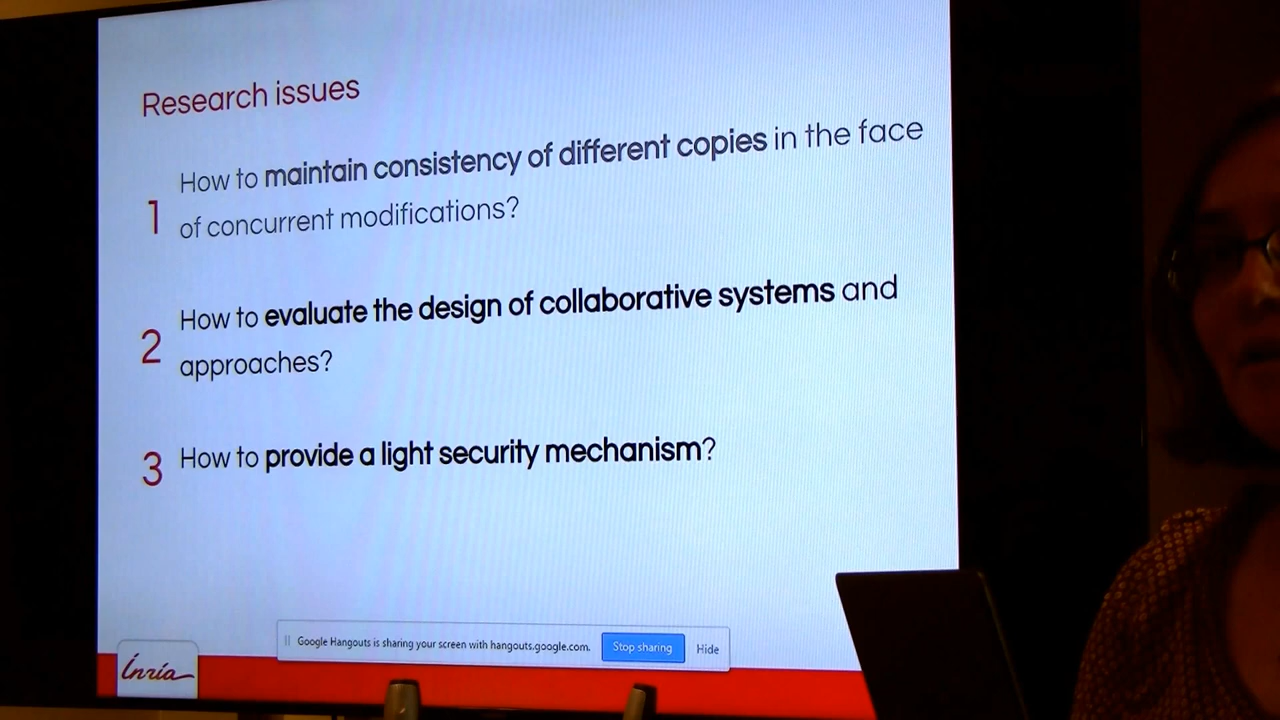 Research issues
How to maintain consistency of different copies in the face
1
of concurrent modifications?
How to evaluate the design of collaborative systems and
2
approaches?
3 How to provide a light security mechanism?
Google Hangouts is sharing your screen with hangouts.google.com. Stop sharing Hide
Inria